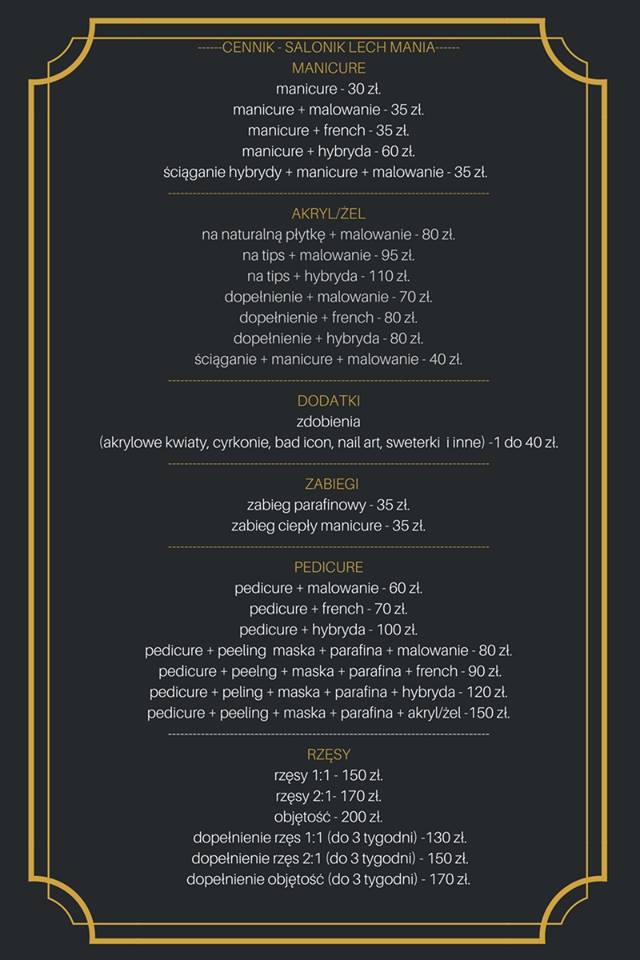 ------CENNIK - SALONIK LECH MANIA------
MANICURE
manicure - 30 zł.
manicure + malowanie - 35 zł.
manicure + french - 35 zł.
manicure + hybryda - 60 zł.
ściąganie hybrydy + manicure + malowanie - 35 zł.
AKRYL/ŻEL
na naturalną płytkę + malowanie - 80 zł.
na tips + malowanie - 95 zł.
na tips + hybryda - 110 zł.
dopełnienie + malowanie - 70 zł.
dopełnienie + french - 80 zł.
dopełnienie + hybryda - 80 zł.
ściąganie + manicure + malowanie - 40 zł.
DODATKI
zdobienia
(akrylowe kwiaty, cyrkonie, bad icon, nail art, sweterki i inne) -1 do 40 zł.
ZABIEGI
zabieg parafinowy - 35 zł.
zabieg ciepły manicure - 35 zł.
PEDICURE
pedicure + malowanie - 60 zł.
pedicure + french - 70 zł.
pedicure + hybryda - 100 zł.
pedicure + peeling maska + parafina + malowanie - 80 zł.
pedicure + peelng + maska + parafina + french - 90 zł.
pedicure + peling + maska + parafina + hybryda - 120 zł.
pedicure + peeling + maska + parafina + akryl/żel -150 zł.
RZĘSY
rzęsy 1:1 - 150 zł.
rzęsy 2:1- 170 zł.
objętość - 200 zł.
dopełnienie rzęs 1:1 (do 3 tygodni) -130 zł.
dopełnienie rzęs 2:1 (do 3 tygodni) - 150 zł.
dopełnienie objętość (do 3 tygodni) - 170 zł.